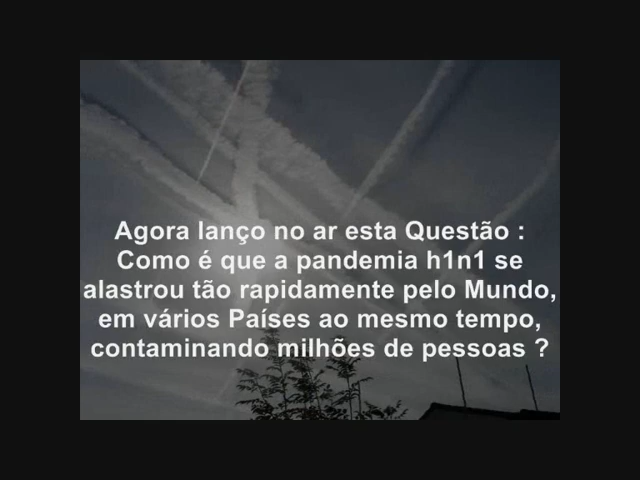 Agora lanço no ar esta Questão :
Como é que a pandemia h1n1 se
alastrou tão rapidamente pelo Mundo,
em vários Países ao mesmo tempo,
contaminando milhões de pessoas ?